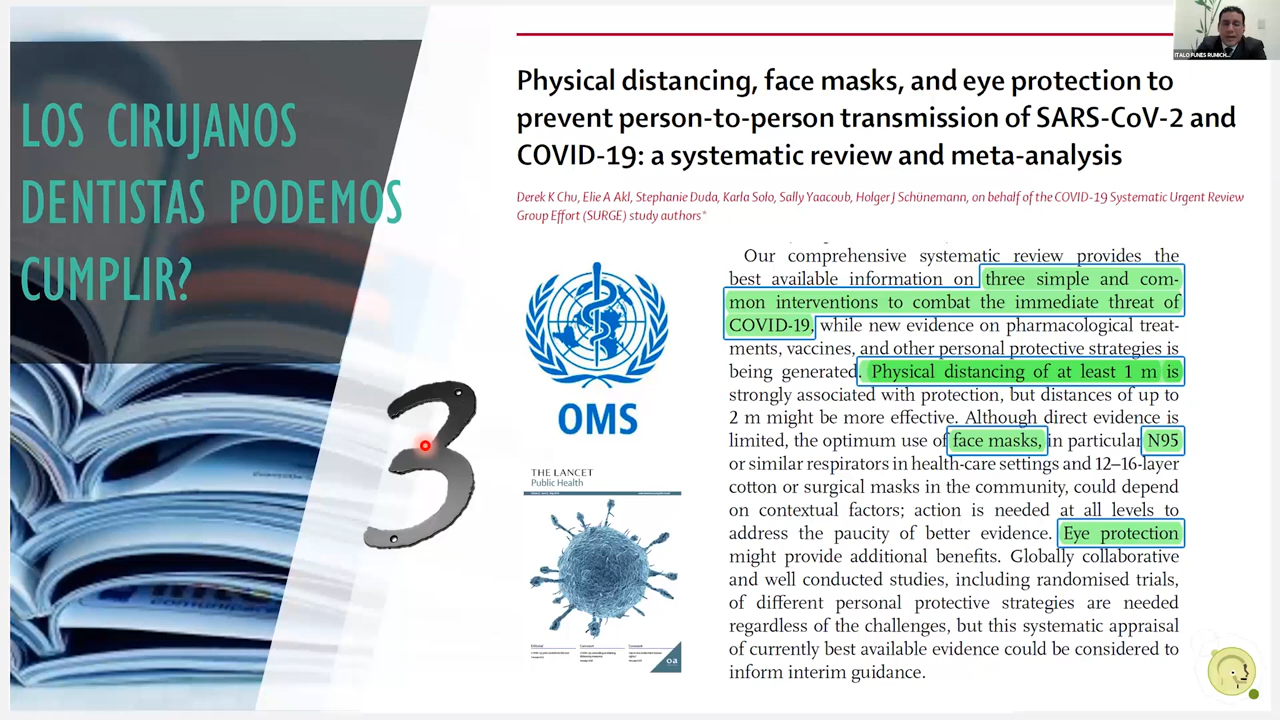 LOS CIRUJANOS
DENTISTAS PODEMOS
CUMPLIR?
ITALO FUNES RUMICH...
Physical distancing, face masks, and eye protection to
prevent person-to-person transmission of SARS-CoV-2 and
COVID-19: a systematic review and meta-analysis
Derek K Chu, Elie A Akl, Stephanie Duda, Karla Solo, Sally Yaacoub, Holger J Schünemann, on behalf of the COVID-19 Systematic Urgent Review
Group Effort (SURGE) study authors*
OMS
3
THE LANCET
Public Health
Our comprehensive systematic review provides the
best available information on three simple and com-
mon interventions to combat the immediate threat of
COVID-19, while new evidence on pharmacological treat-
ments, vaccines, and other personal protective strategies is
being generated. Physical distancing of at least 1 m is
strongly associated with protection, but distances of up to
2 m might be more effective. Although direct evidence is
limited, the optimum use of face masks, in particular N95
or similar respirators in health-care settings and 12–16-layer
cotton or surgical masks in the community, could depend
on contextual factors; action is needed at all levels to
address the paucity of better evidence. Eye protection
might provide additional benefits. Globally collaborative
and well conducted studies, including randomised trials,
of different personal protective strategies are needed
regardless of the challenges, but this systematic appraisal
of currently best available evidence could be considered to
inform interim guidance.